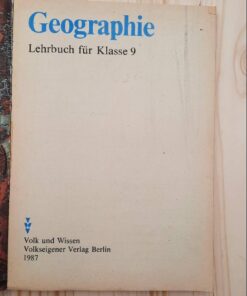 Geographie
Lehrbuch für Klasse 9
Volk und Wissen
Volkseigener Verlag Berlin
1987